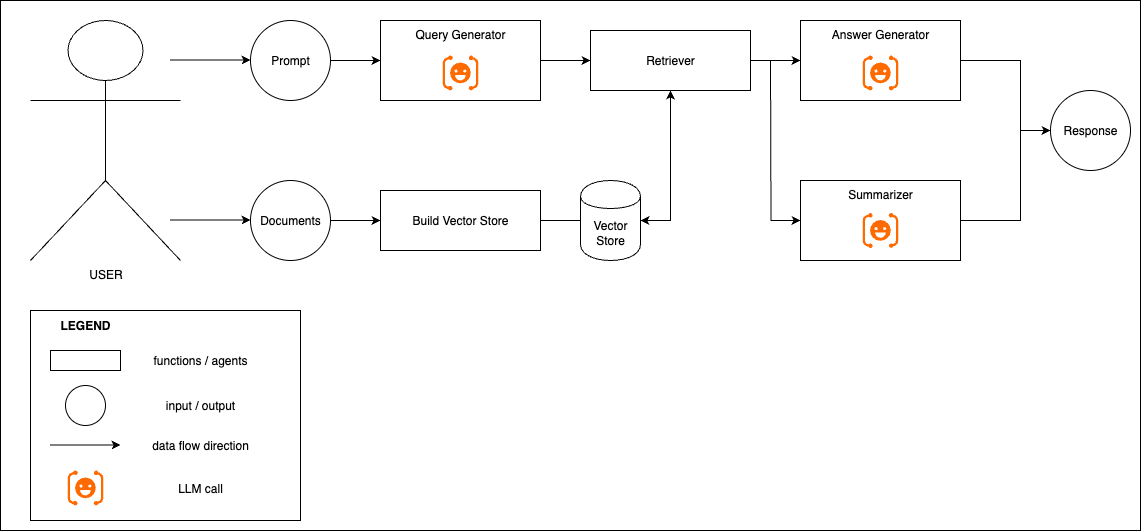 Prompt
Query Generator
Retriever
Answer Generator
Response
Documents
Build Vector Store
Vector
Store
Summarizer
USER
LEGEND
functions / agents
input / output
data flow direction
LLM call